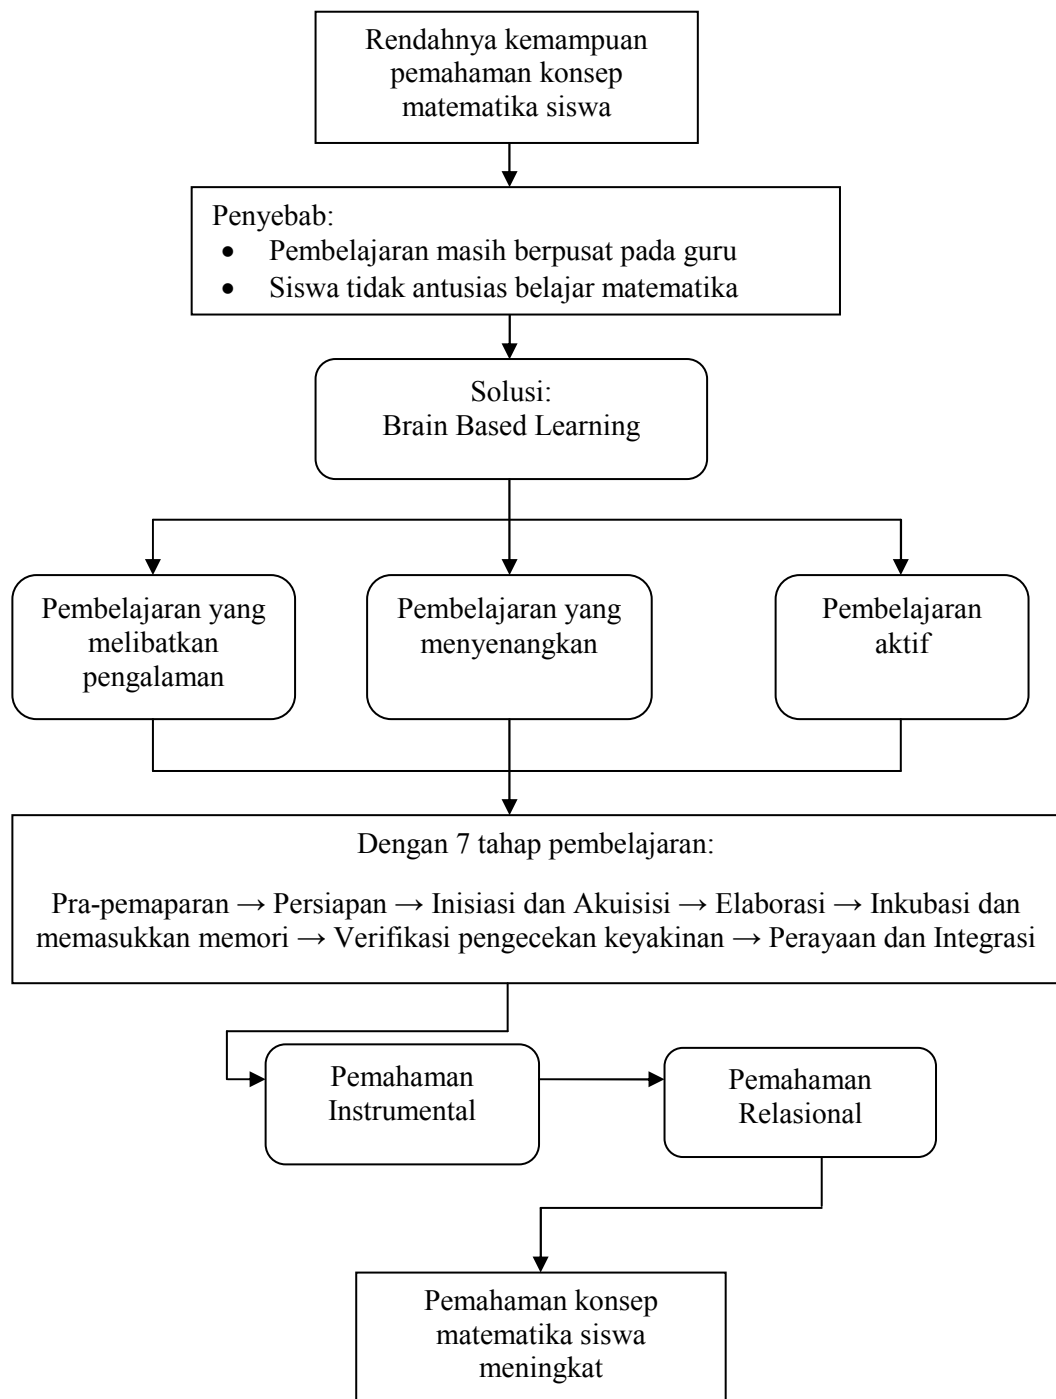 Rendahnya kemampuan
pemahaman konsep
matematika siswa
Penyebab:
• Pembelajaran masih berpusat pada guru
• Siswa tidak antusias belajar matematika
Solusi:
Brain Based Learning
Pembelajaran yang
melibatkan
pengalaman
Pembelajaran yang
menyenangkan
Pembelajaran
aktif
Dengan 7 tahap pembelajaran:
Pra-pemaparan → Persiapan → Inisiasi dan Akuisisi → Elaborasi → Inkubasi dan
memasukkan memori → Verifikasi pengecekan keyakinan → Perayaan dan Integrasi
Pemahaman
Instrumental
Pemahaman
Relasional
Pemahaman konsep
matematika siswa
meningkat